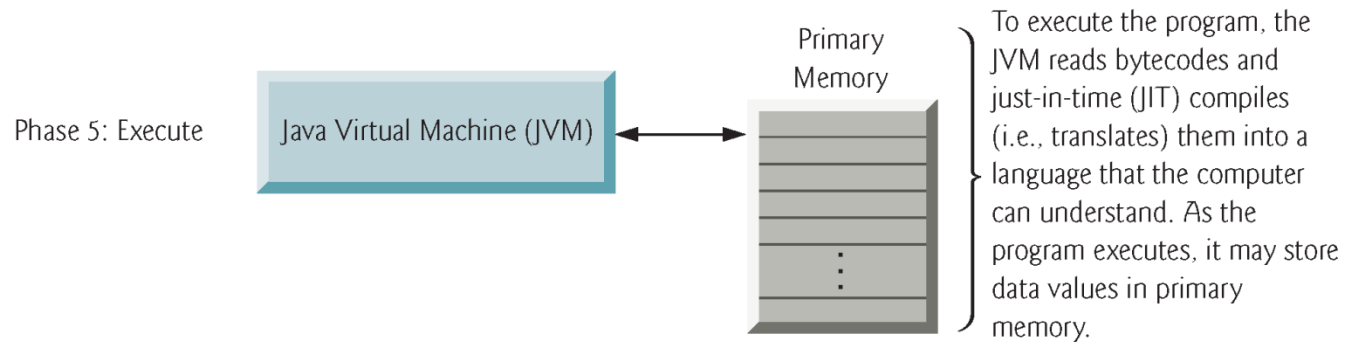 Phase 5: Execute
Java Virtual Machine (JVM)
Primary
Memory
To execute the program, the
JVM reads bytecodes and
just-in-time (JIT) compiles
(i.e., translates) them into a
language that the computer
can understand. As the
program executes, it may store
data values in primary
memory.